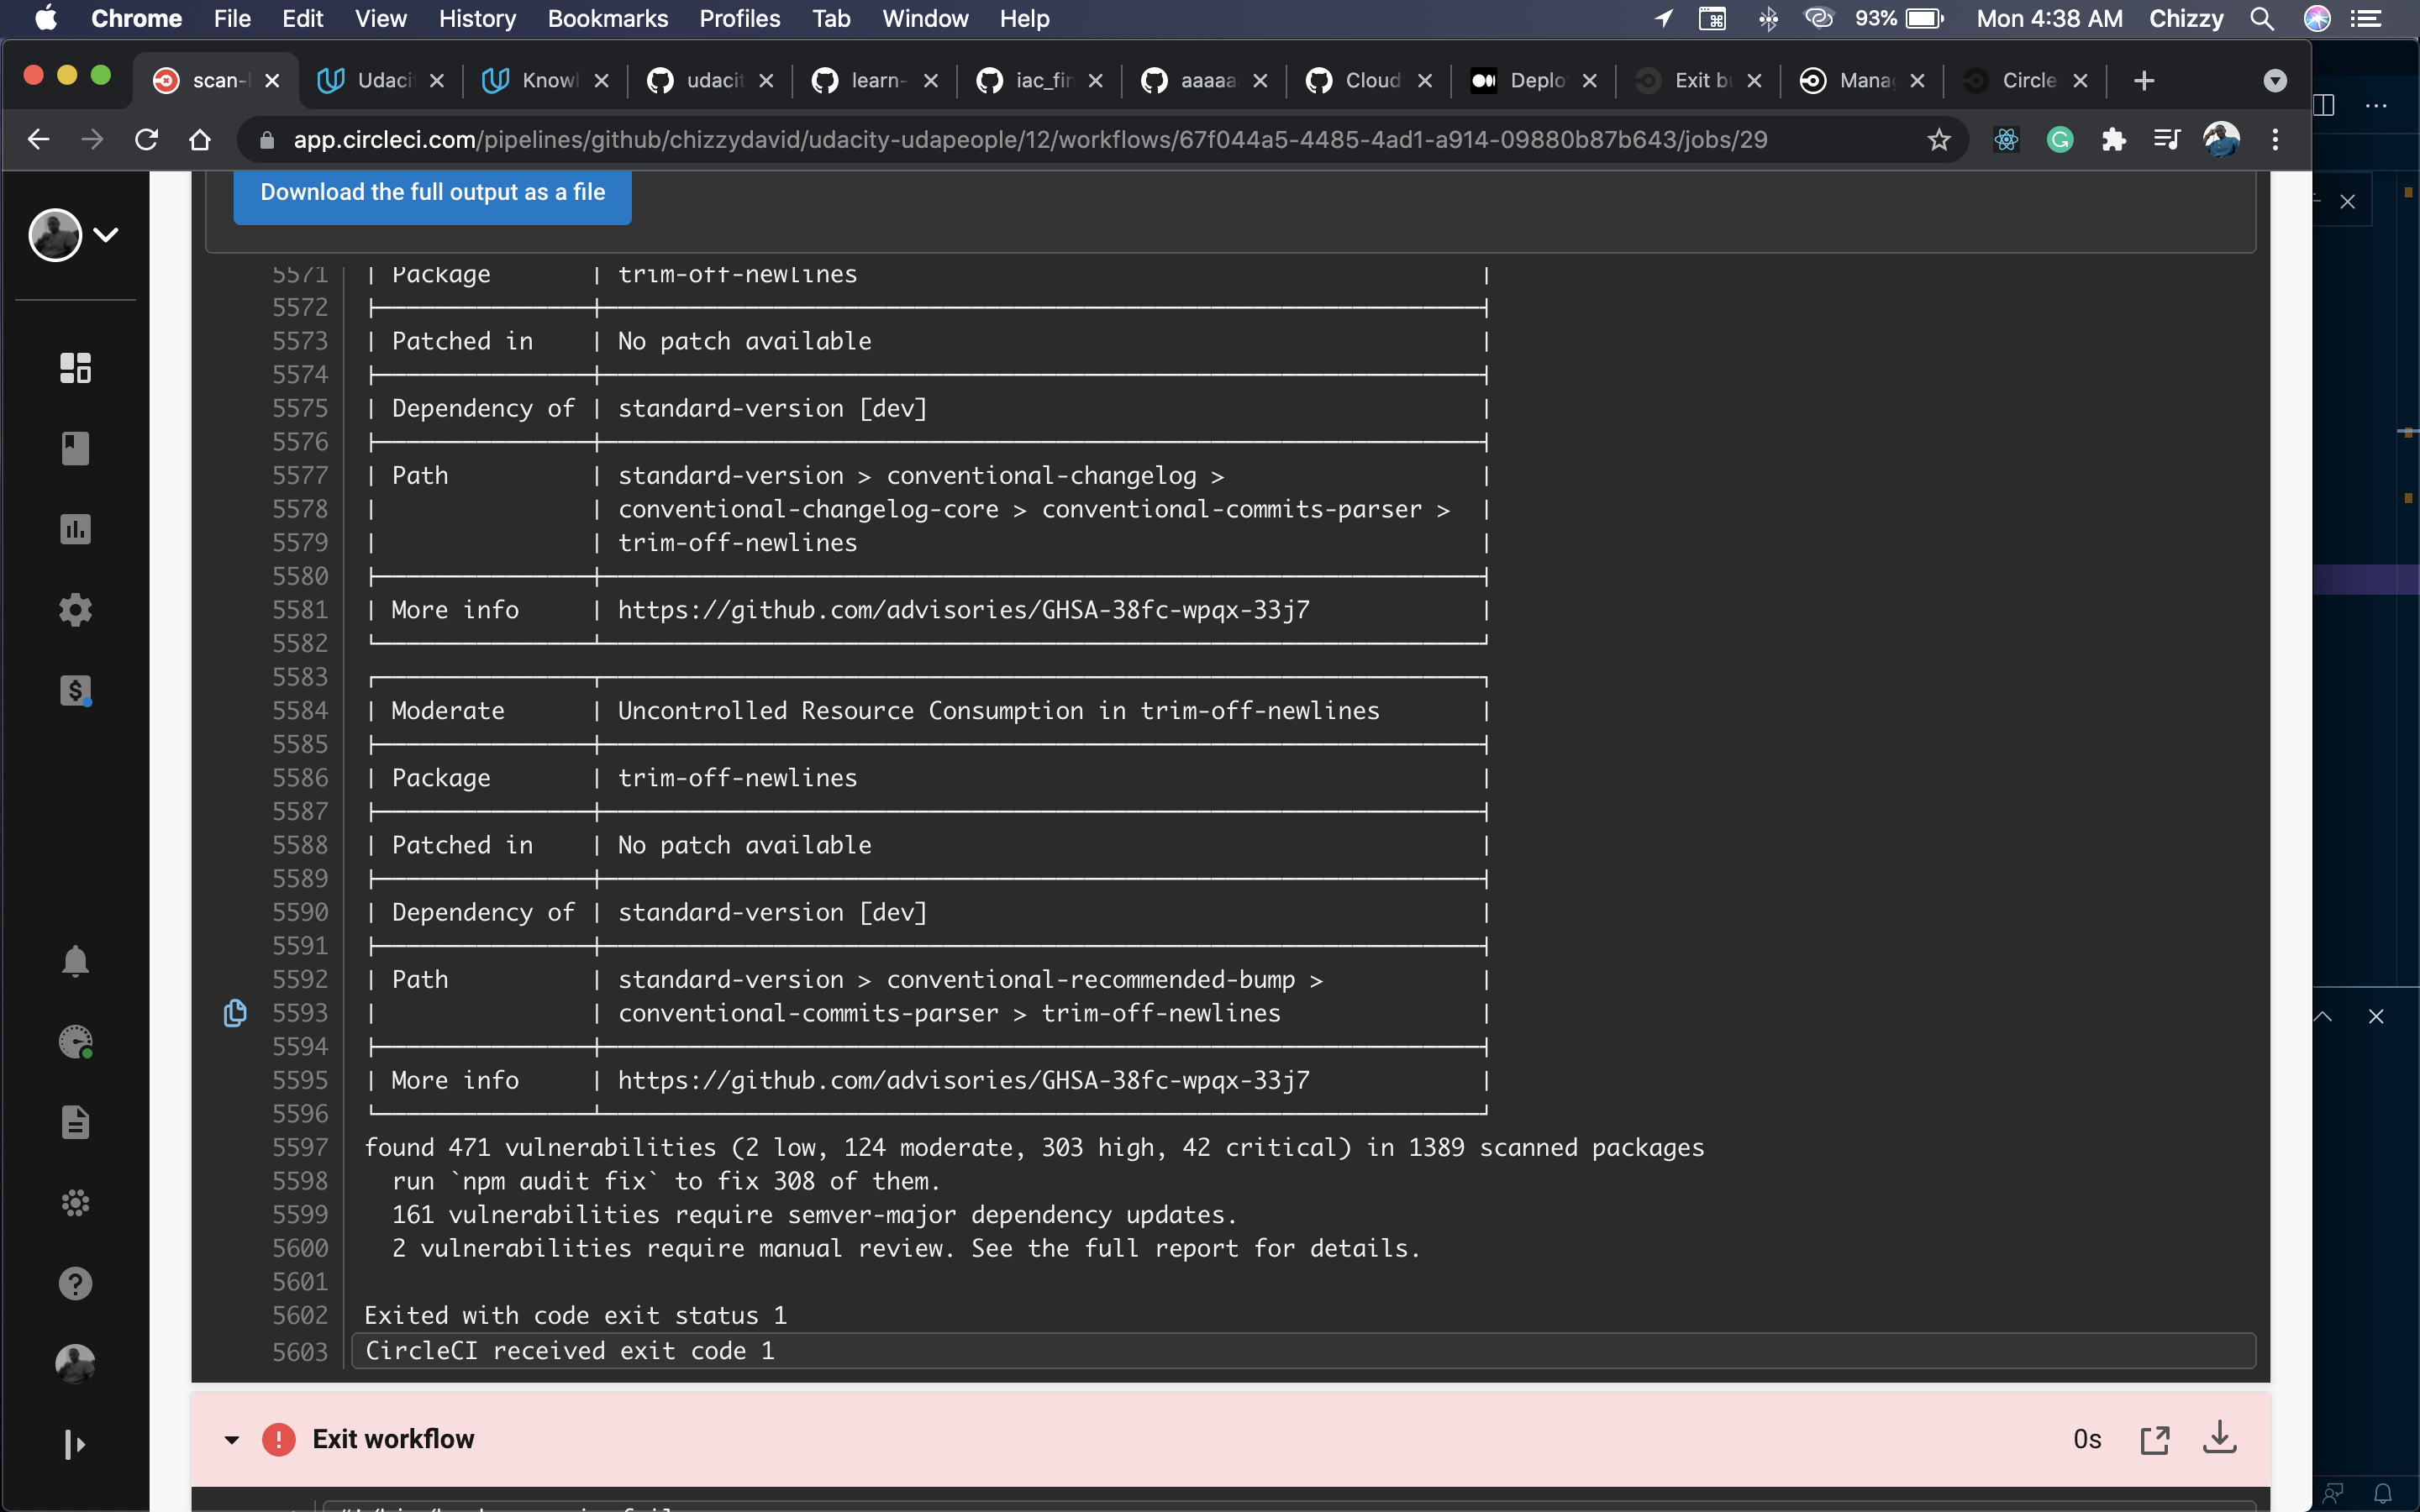 Chrome File Edit View History Bookmarks Profiles Tab Window Help 93% Mon 4:38 AM Chizzy
scan- Udaci Knowl udacit learn- iac_fir aaaaa Cloud Deplo Exit bu Manag Circle
app.circleci.com/pipelines/github/chizzydavid/udacity-udapeople/12/workflows/67f044a5-4485-4ad1-a914-09880b87b643/jobs/29
Download the full output as a file
5571 | Package | trim-off-newlines |
5572
5573 | Patched in | No patch available |
5574
5575 | Dependency of | standard-version [dev] |
5576
5577 | Path | standard-version > conventional-changelog > |
5578 | | conventional-changelog-core > conventional-commits-parser > |
5579 | | trim-off-newlines |
5580
5581 | More info | https://github.com/advisories/GHSA-38fc-wpqx-33j7 |
5582
5583
5584 | Moderate | Uncontrolled Resource Consumption in trim-off-newlines |
5585
5586 | Package | trim-off-newlines |
5587
5588 | Patched in | No patch available |
5589
5590 | Dependency of | standard-version [dev] |
5591
5592 | Path | standard-version > conventional-recommended-bump > |
5593 | | conventional-commits-parser > trim-off-newlines |
5594
5595 | More info | https://github.com/advisories/GHSA-38fc-wpqx-33j7 |
5596
5597 found 471 vulnerabilities (2 low, 124 moderate, 303 high, 42 critical) in 1389 scanned packages
5598 run `npm audit fix` to fix 308 of them.
5599 161 vulnerabilities require semver-major dependency updates.
5600 2 vulnerabilities require manual review. See the full report for details.
5601
5602 Exited with code exit status 1
5603 CircleCI received exit code 1
Exit workflow 0s